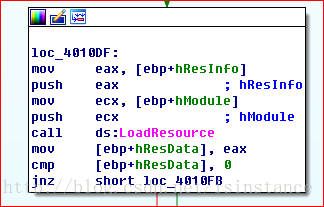 loc_4010DF:
mov eax, [ebp+hResInfo]
push eax ; hResInfo
mov ecx, [ebp+hModule]
push ecx ; hModule
call ds:LoadResource
mov [ebp+hResData], eax
cmp [ebp+hResData], 0
jnz short loc_4010FB